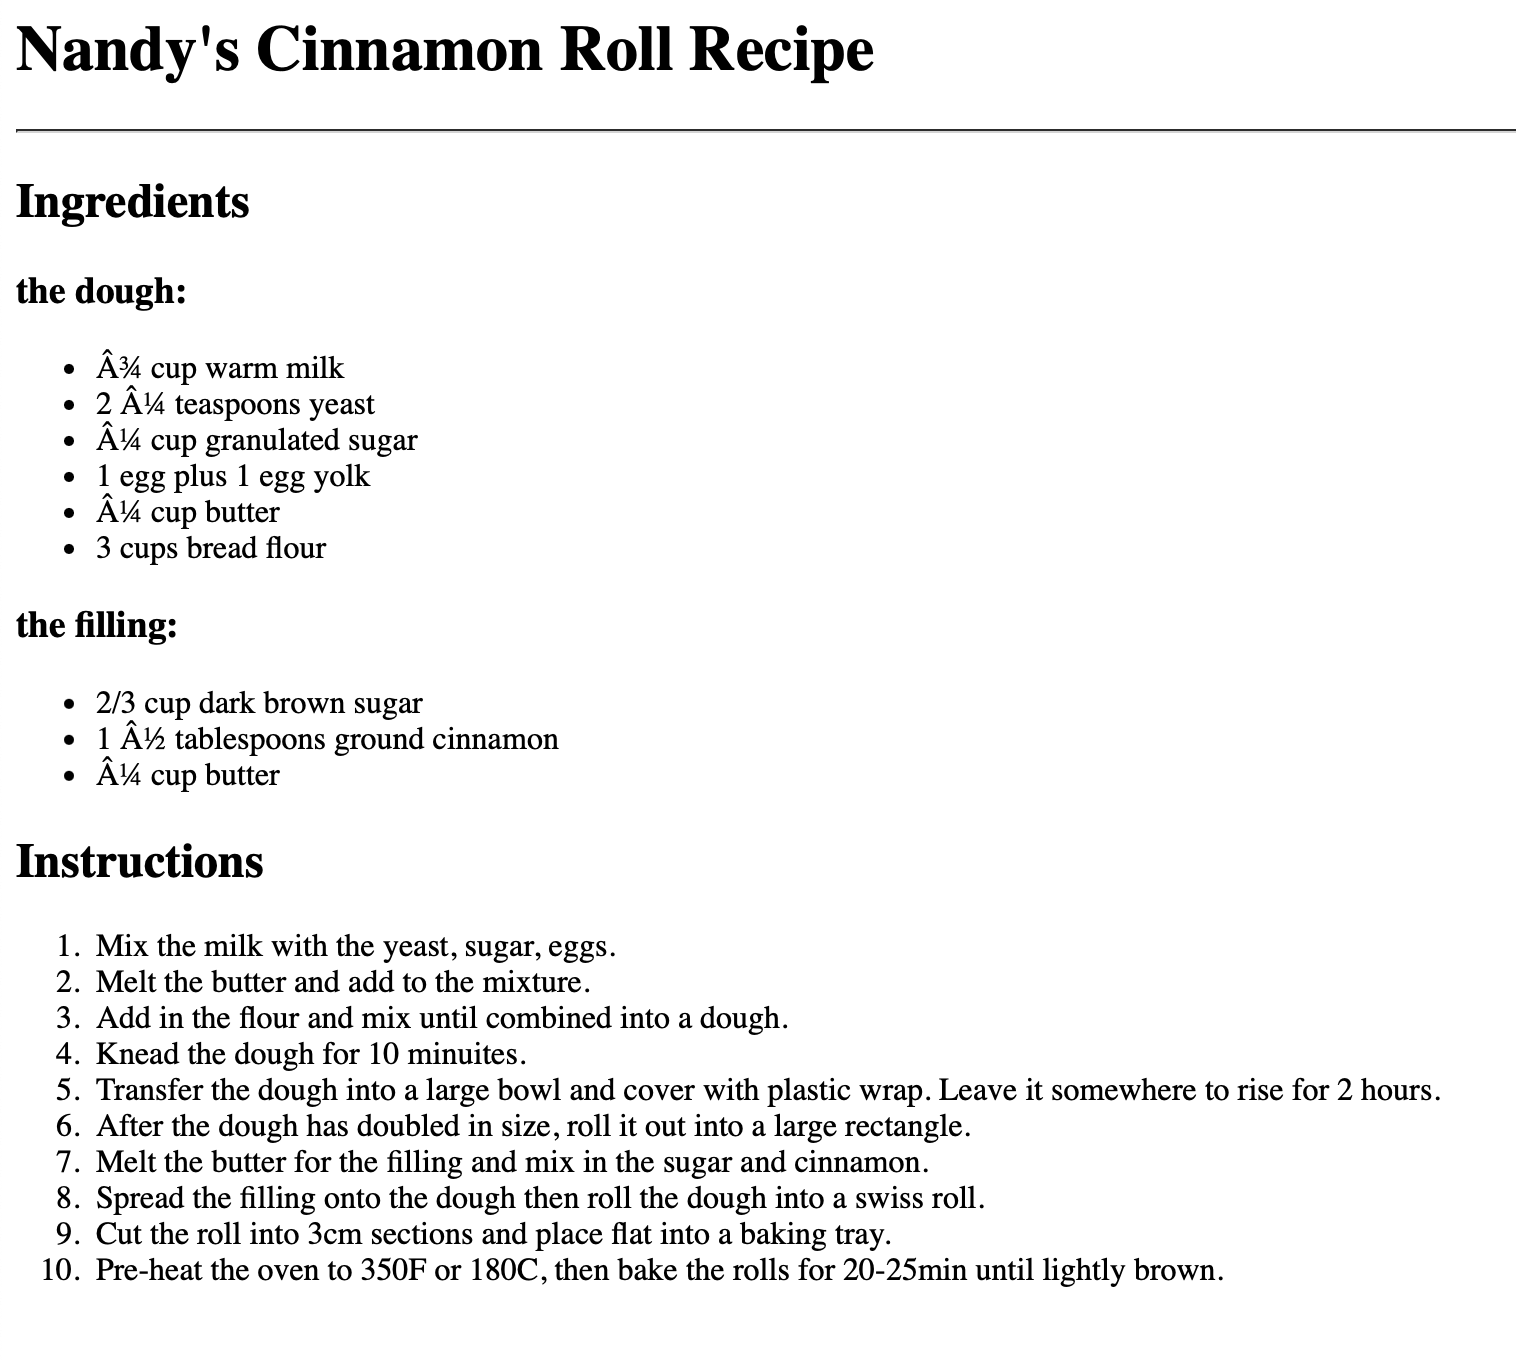 Nandy's Cinnamon Roll Recipe
Ingredients
the dough:
• Â¾ cup warm milk
• 2 Â¼ teaspoons yeast
• Â¼ cup granulated sugar
• 1 egg plus 1 egg yolk
• Â¼ cup butter
• 3 cups bread flour
the filling:
• 2/3 cup dark brown sugar
• 1 Â½ tablespoons ground cinnamon
• Â¼ cup butter
Instructions
1. Mix the milk with the yeast, sugar, eggs.
2. Melt the butter and add to the mixture.
3. Add in the flour and mix until combined into a dough.
4. Knead the dough for 10 minuites.
5. Transfer the dough into a large bowl and cover with plastic wrap. Leave it somewhere to rise for 2 hours.
6. After the dough has doubled in size, roll it out into a large rectangle.
7. Melt the butter for the filling and mix in the sugar and cinnamon.
8. Spread the filling onto the dough then roll the dough into a swiss roll.
9. Cut the roll into 3cm sections and place flat into a baking tray.
10. Pre-heat the oven to 350F or 180C, then bake the rolls for 20-25min until lightly brown.